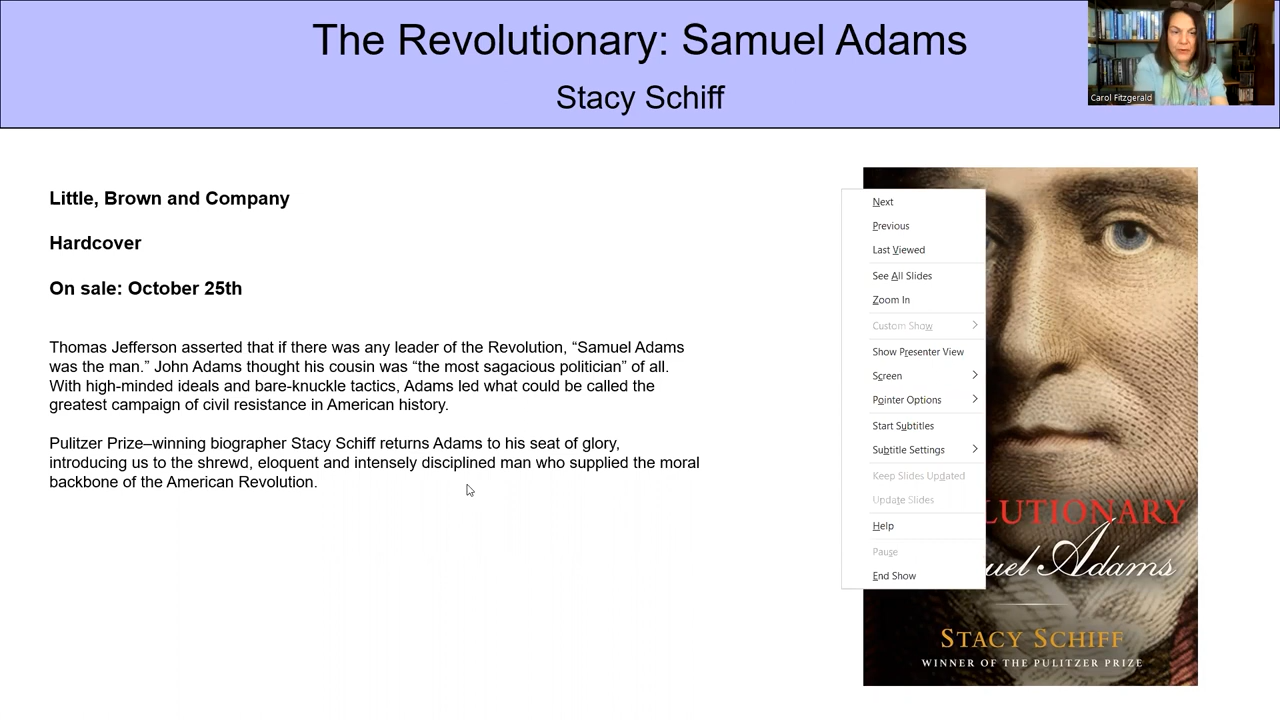 The Revolutionary: Samuel Adams
Stacy Schiff
Carol Fitzgerald
Little, Brown and Company
Hardcover
On sale: October 25th
Thomas Jefferson asserted that if there was any leader of the Revolution, “Samuel Adams
was the man.” John Adams thought his cousin was “the most sagacious politician” of all.
With high-minded ideals and bare-knuckle tactics, Adams led what could be called the
greatest campaign of civil resistance in American history.
Pulitzer Prize–winning biographer Stacy Schiff returns Adams to his seat of glory,
introducing us to the shrewd, eloquent and intensely disciplined man who supplied the moral
backbone of the American Revolution.
Next
Previous
Last Viewed
See All Slides
Zoom In
Custom Show
Show Presenter View
Screen
Pointer Options
Start Subtitles
Subtitle Settings
Keep Slides Updated
Update Slides
Help
Pause
End Show
LUTIONARY
uel Adams
STACY SCHIFF
WINNER OF THE PULITZER PRIZE